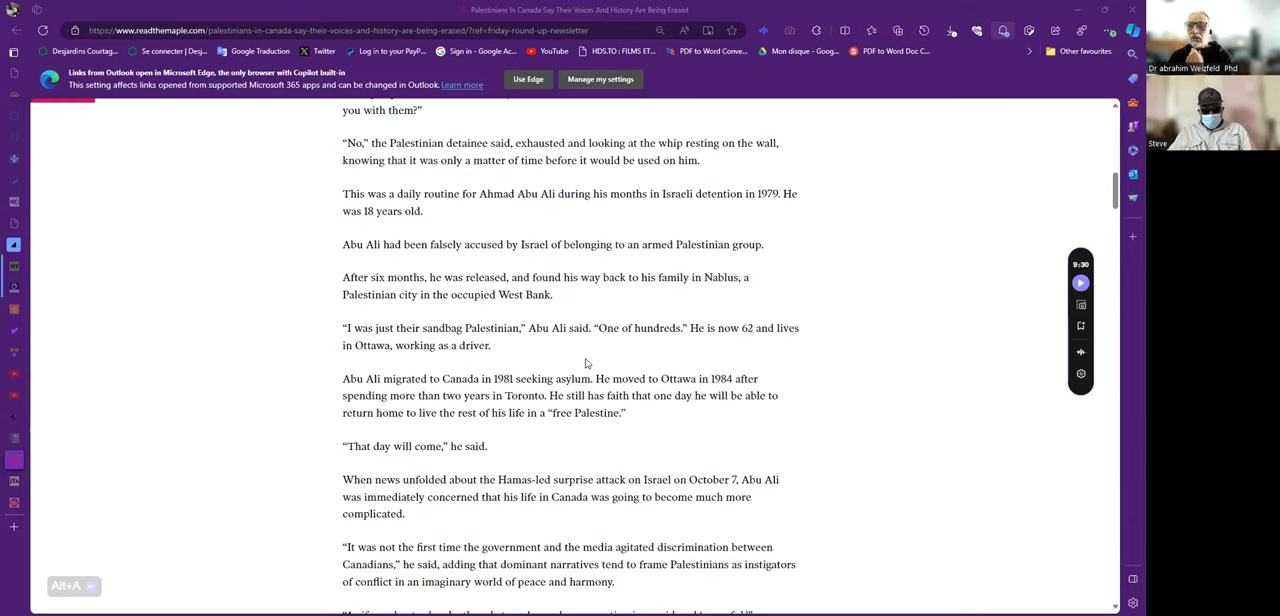 Palestinians In Canada Say Their Voices And History Are Being Erased
https://www.readthemaple.com/palestinians-in-canada-say-their-voices-and-history-are-being-erased/?ref=friday-round-up-newsletter
Desjardins Courtag... Se connecter | Desj... Google Traduction Twitter Log in to your PayP... Sign in - Google Ac... YouTube HDS.TO: FILMS ET... PDF to Word Conve... Mon disque - Goog... PDF to Word Doc C... Other favourites
Links from Outlook open in Microsoft Edge, the only browser with Copilot built-in
This setting affects links opened from supported Microsoft 365 apps and can be changed in Outlook. Learn more
Use Edge Manage my settings
Dr abrahim Weizfeld Phd
Steve
you with them?”
“No,” the Palestinian detainee said, exhausted and looking at the whip resting on the wall,
knowing that it was only a matter of time before it would be used on him.
This was a daily routine for Ahmad Abu Ali during his months in Israeli detention in 1979. He
was 18 years old.
Abu Ali had been falsely accused by Israel of belonging to an armed Palestinian group.
After six months, he was released, and found his way back to his family in Nablus, a
Palestinian city in the occupied West Bank.
“I was just their sandbag Palestinian,” Abu Ali said. “One of hundreds.” He is now 62 and lives
in Ottawa, working as a driver.
Abu Ali migrated to Canada in 1981 seeking asylum. He moved to Ottawa in 1984 after
spending more than two years in Toronto. He still has faith that one day he will be able to
return home to live the rest of his life in a “free Palestine.”
“That day will come,” he said.
When news unfolded about the Hamas-led surprise attack on Israel on October 7, Abu Ali
was immediately concerned that his life in Canada was going to become much more
complicated.
“It was not the first time the government and the media agitated discrimination between
Canadians,” he said, adding that dominant narratives tend to frame Palestinians as instigators
of conflict in an imaginary world of peace and harmony.
9:30
Alt+A